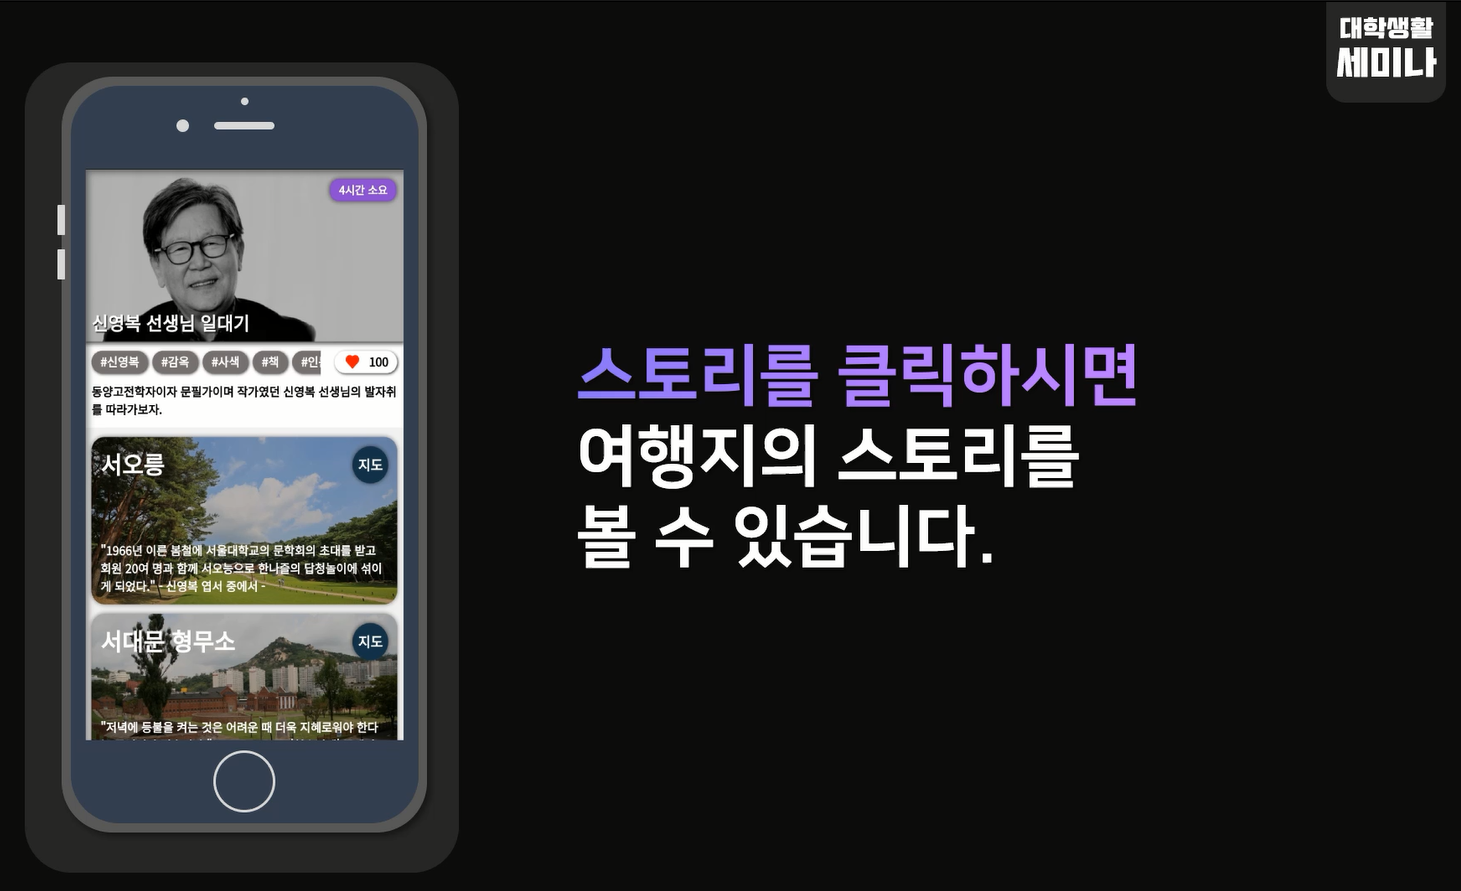 대학생활
세미나
4시간 소요
신영복 선생님 일대기
#신영복 #감옥 #사색 #책 100
동양고전학자이자 문필가이며 작가였던 신영복 선생님의 발자취
를 따라가보자.
서오릉
지도
"1966년 이른 봄철에 서울대학교의 문학회의 초대를 받고
회원 20여 명과 함께 서오능으로 한나절의 답청놀이에 섞이
게 되었다." - 신영복 엽서 중에서 -
서대문 형무소
지도
"저녁에 등불을 켜는 것은 어려운 때 더욱 지혜로워야 한다
스토리를 클릭하시면
여행지의 스토리를
볼 수 있습니다.